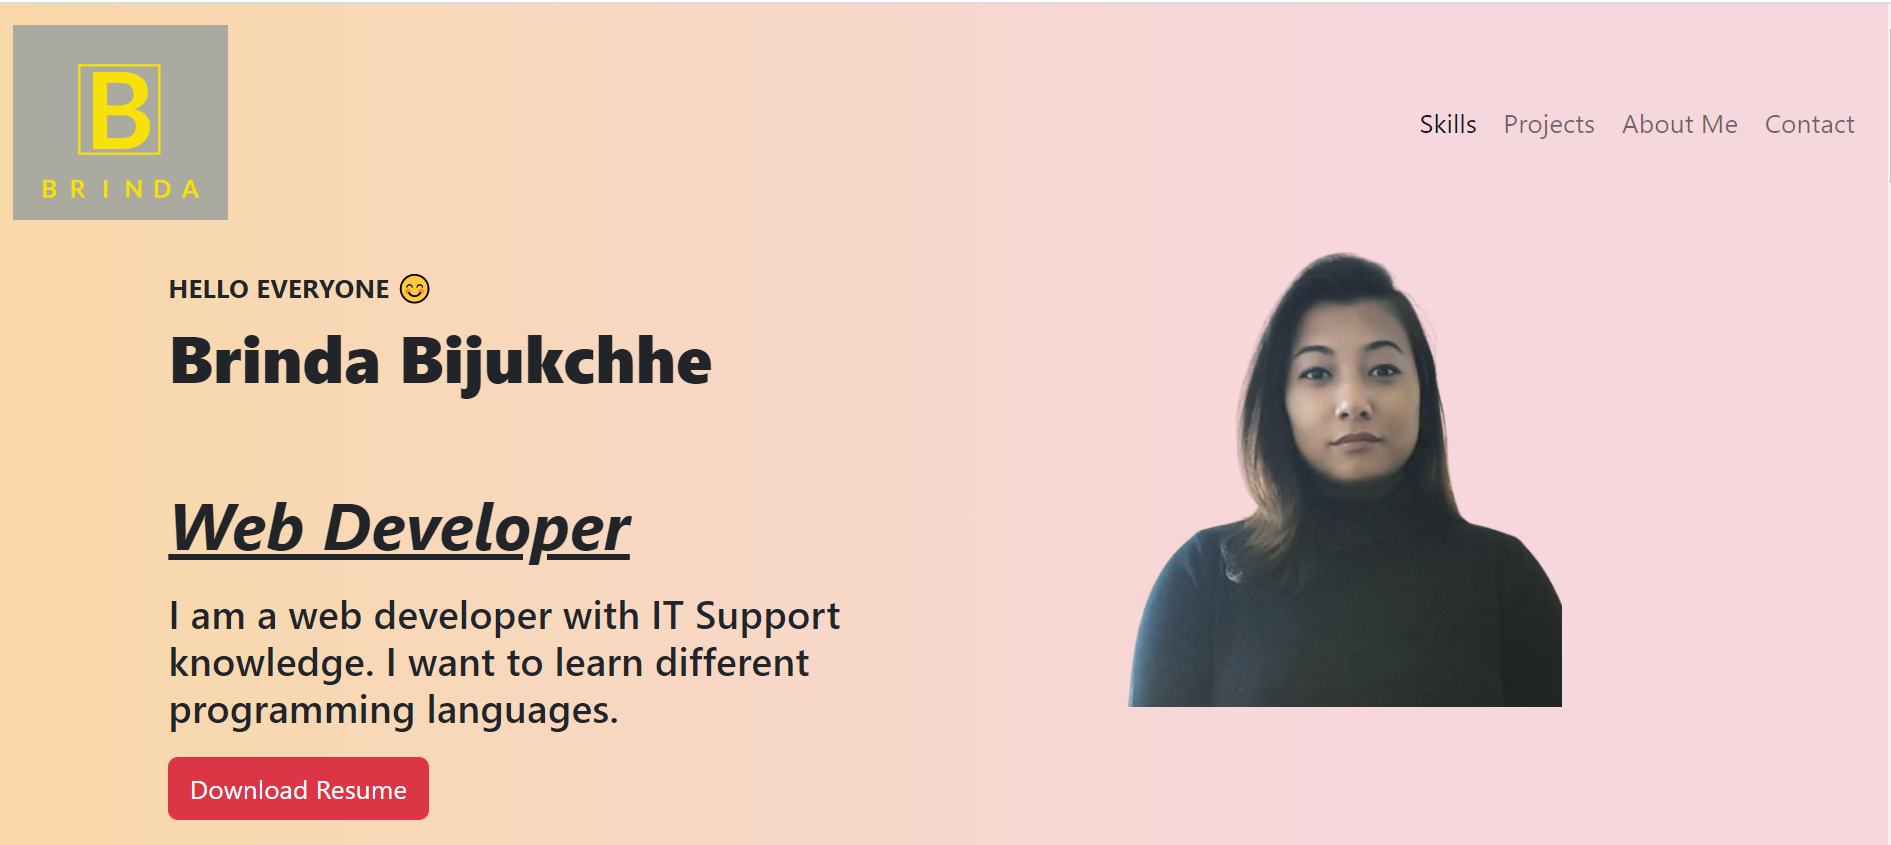 B
BRINDA
Skills Projects About Me Contact
HELLO EVERYONE 😊
Brinda Bijukchhe
Web Developer
I am a web developer with IT Support
knowledge. I want to learn different
programming languages.
Download Resume